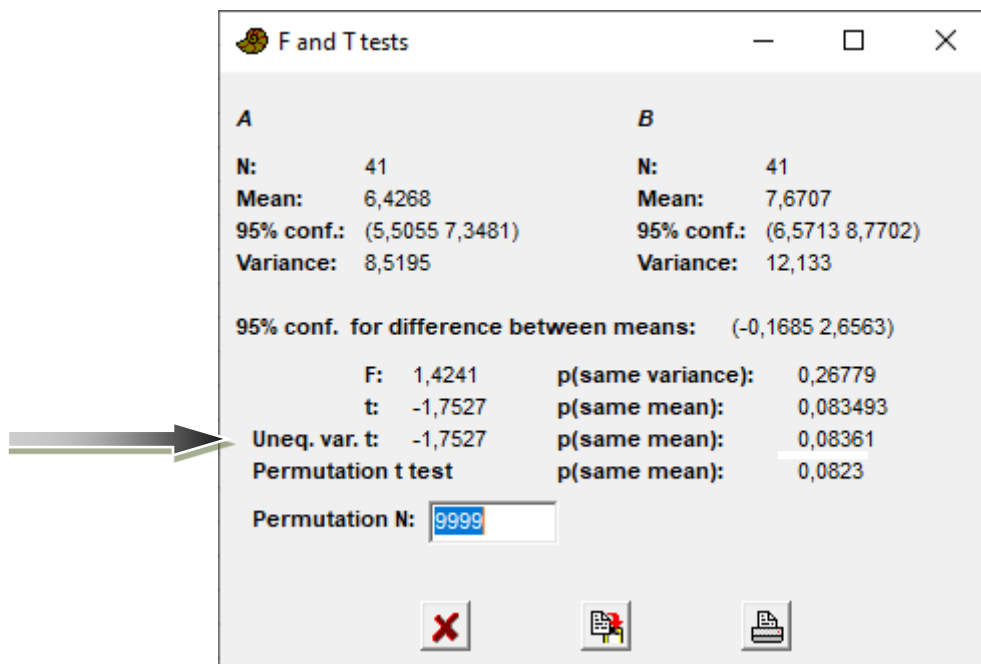 F and T tests
A B
N: 41 N: 41
Mean: 6,4268 Mean: 7,6707
95% conf.: (5,5055 7,3481) 95% conf.: (6,5713 8,7702)
Variance: 8,5195 Variance: 12,133
95% conf. for difference between means: (-0,1685 2,6563)
F: 1,4241 p(same variance): 0,26779
t: -1,7527 p(same mean): 0,083493
Uneq. var. t: -1,7527 p(same mean): 0,08361
Permutation t test p(same mean): 0,0823
Permutation N: 9999